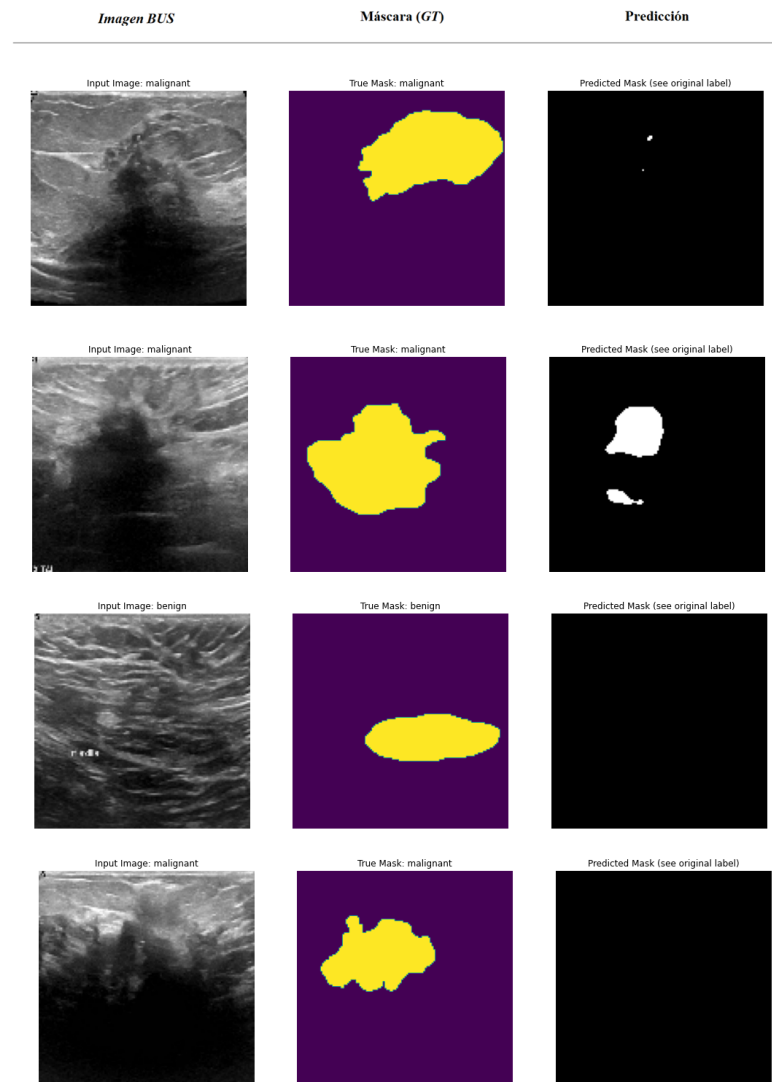 Imagen BUS Máscara (GT) Predicción
Input Image: malignant True Mask: malignant Predicted Mask (see original label)
Input Image: malignant True Mask: malignant Predicted Mask (see original label)
Input Image: benign True Mask: benign Predicted Mask (see original label)
Input Image: malignant True Mask: malignant Predicted Mask (see original label)